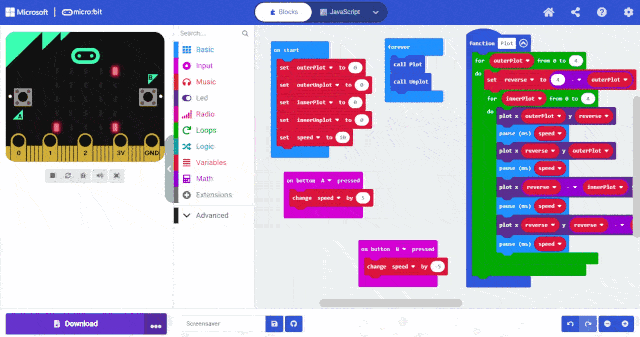 Microsoft
micro:bit
Blocks
JavaScript
A
B
0
1
2
3V
GND
Search...
Basic
Input
Music
Led
Radio
Loops
Logic
Variables
Math
Extensions
Advanced
on start
set outerPlot to 0
set outerUnplot to 0
set innerPlot to 0
set innerUnplot to 0
set speed to 50
forever
call Plot
call Unplot
on button A pressed
change speed by
on button B pressed
change speed by
function Plot
for outerPlot from 0 to 4
do
set reverse to 4 - outerPlot
for innerPlot from 0 to 4
do
plot x outerPlot y reverse
pause (ms) speed
plot x reverse y outerPlot
pause (ms) speed
plot x reverse - innerPlot y
pause (ms) speed
plot x reverse y reverse -
pause (ms) speed
Download
Screensaver